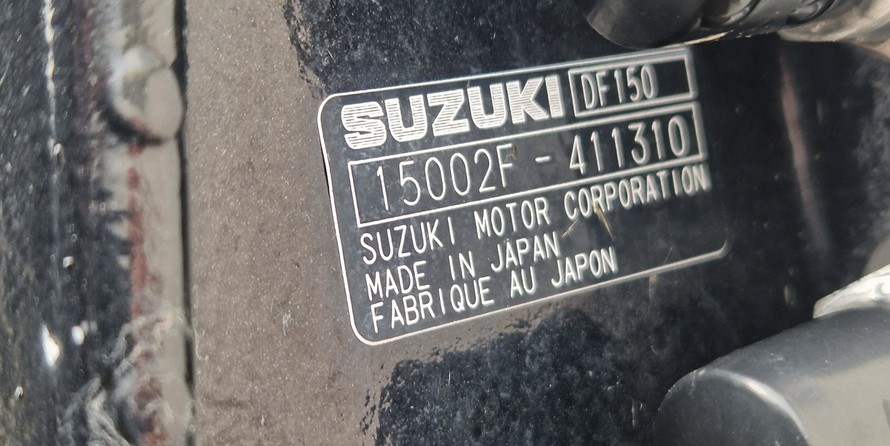 SUZUKI DF150
15002F - 411310
SUZUKI MOTOR CORPORATION
MADE IN JAPAN
FABRIQUE AU JAPON